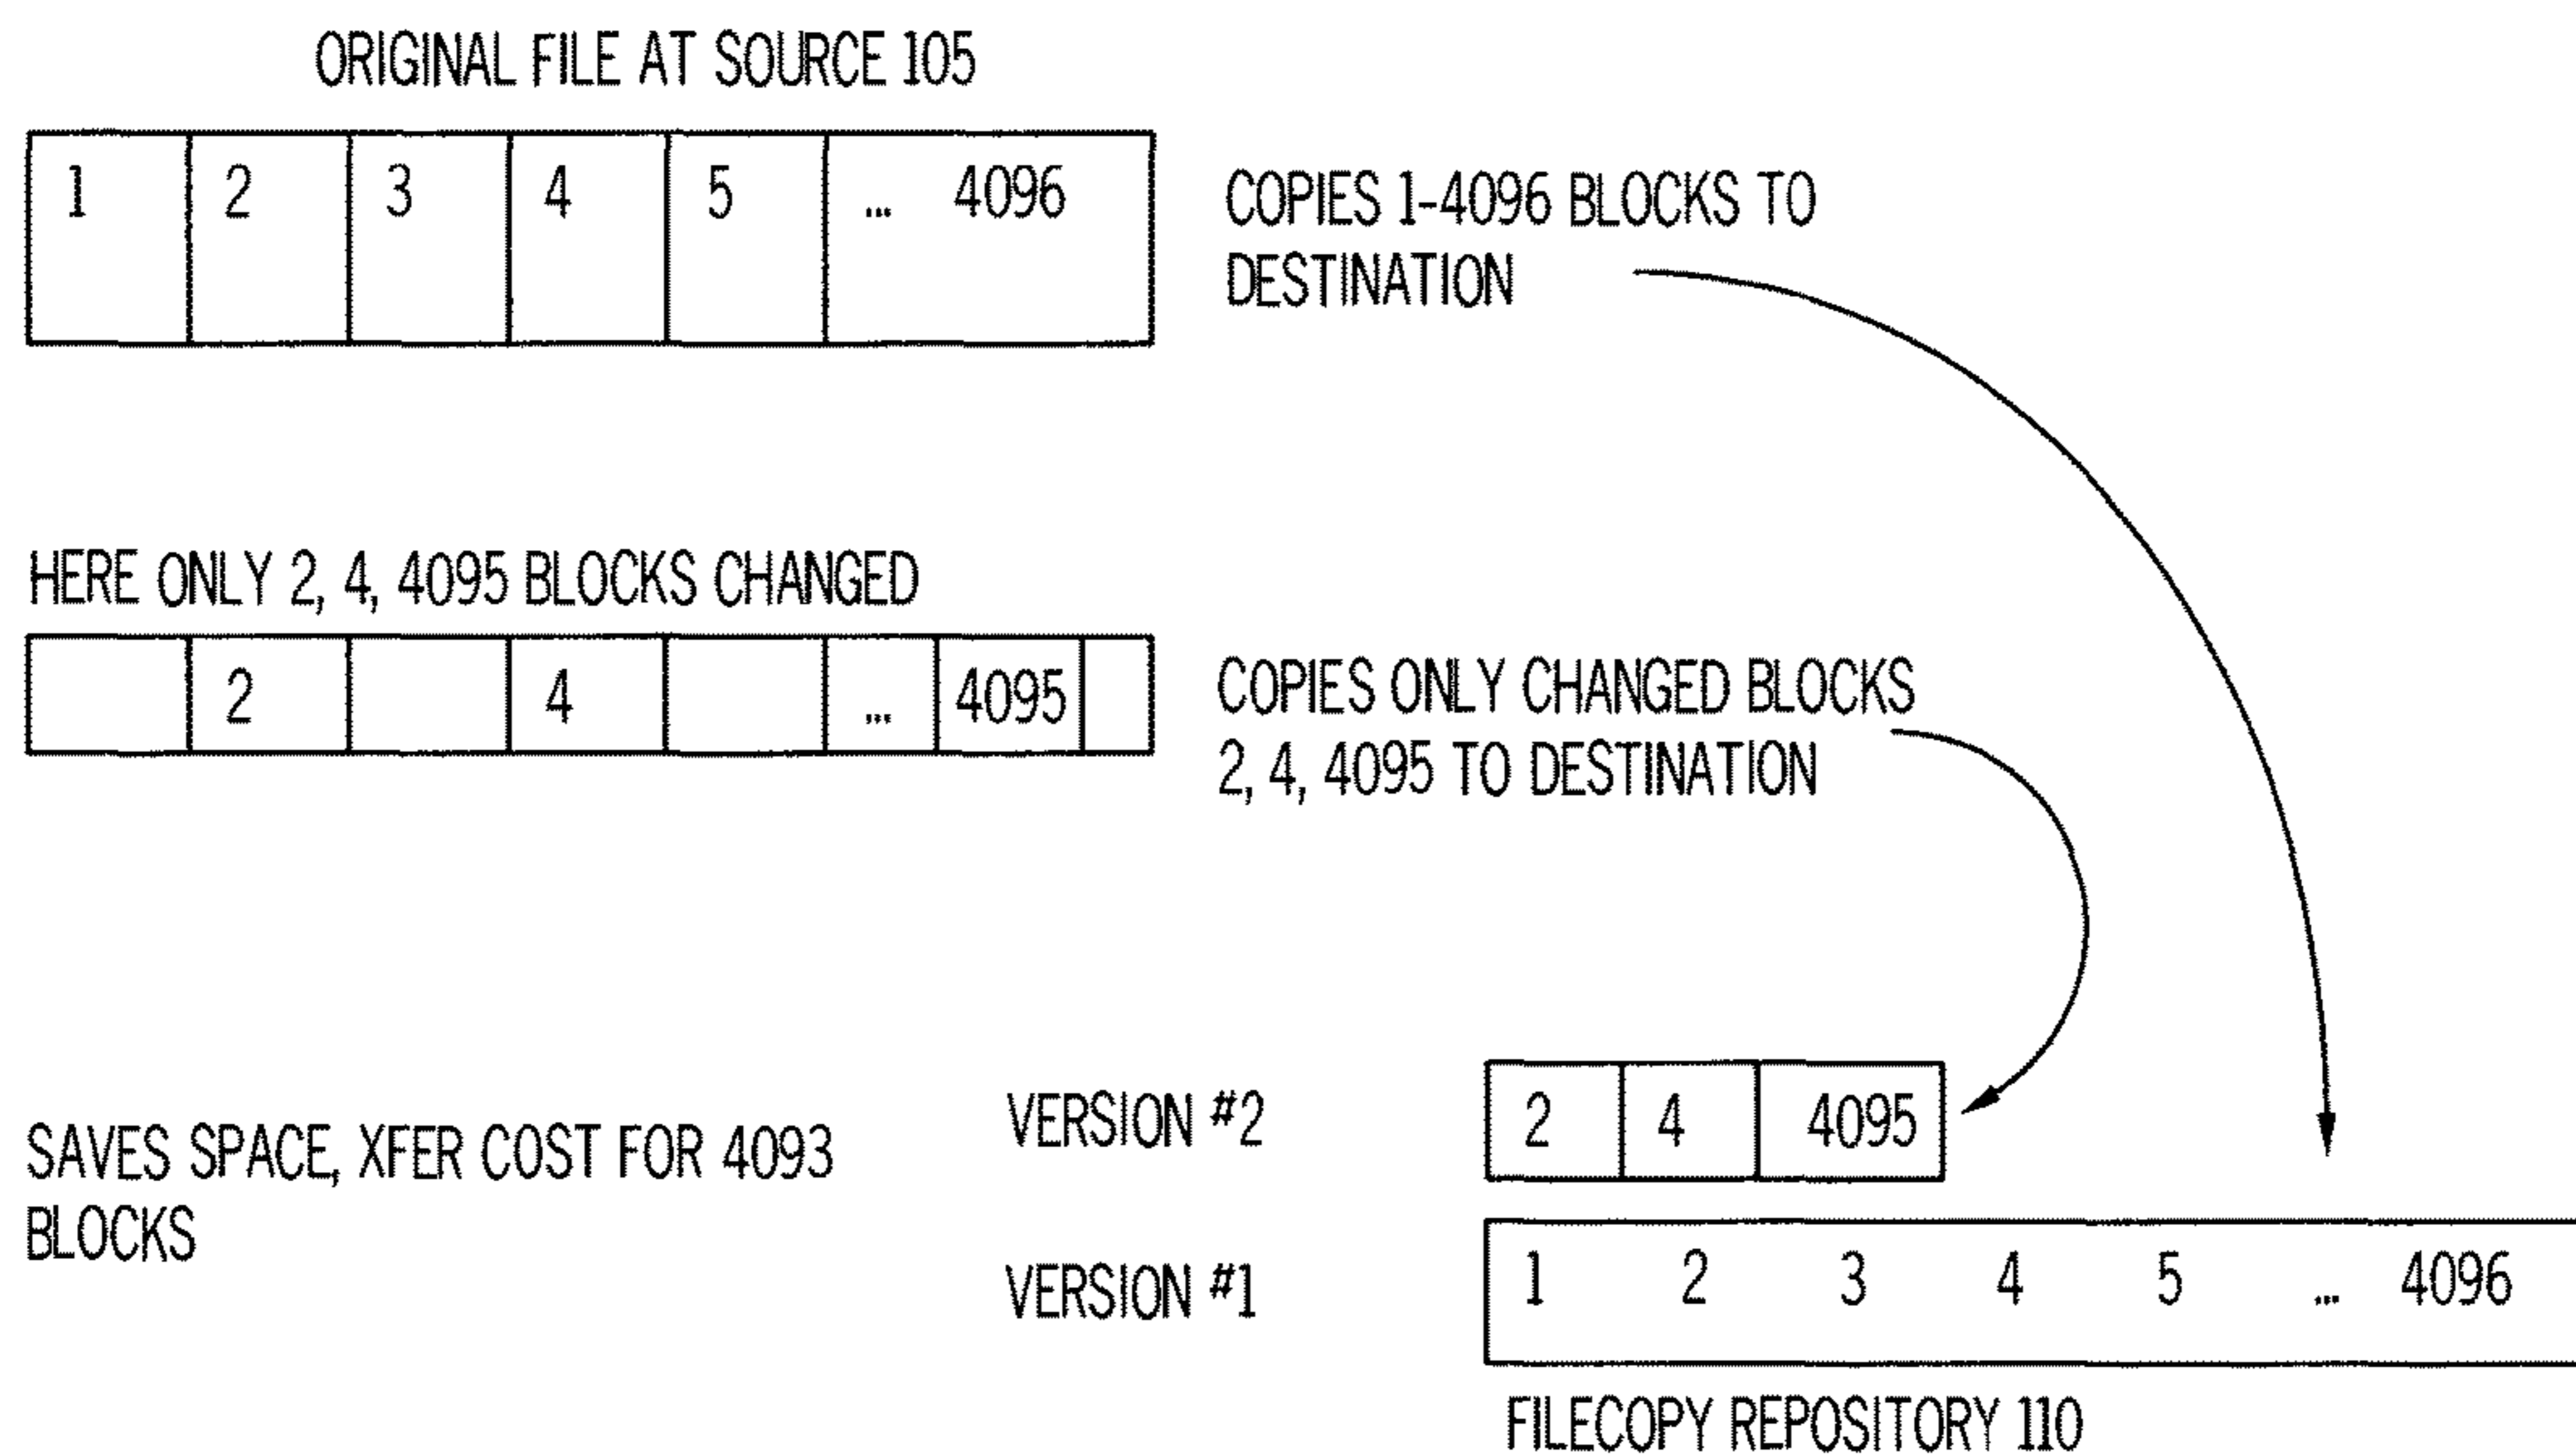 ORIGINAL FILE AT SOURCE 105
1 2 3 4 5 ... 4096
COPIES 1-4096 BLOCKS TO
DESTINATION
HERE ONLY 2, 4, 4095 BLOCKS CHANGED
2 4 ... 4095
COPIES ONLY CHANGED BLOCKS
2, 4, 4095 TO DESTINATION
SAVES SPACE, XFER COST FOR 4093
BLOCKS
VERSION #2
2 4 4095
VERSION #1
1 2 3 4 5 ... 4096
FILECOPY REPOSITORY 110